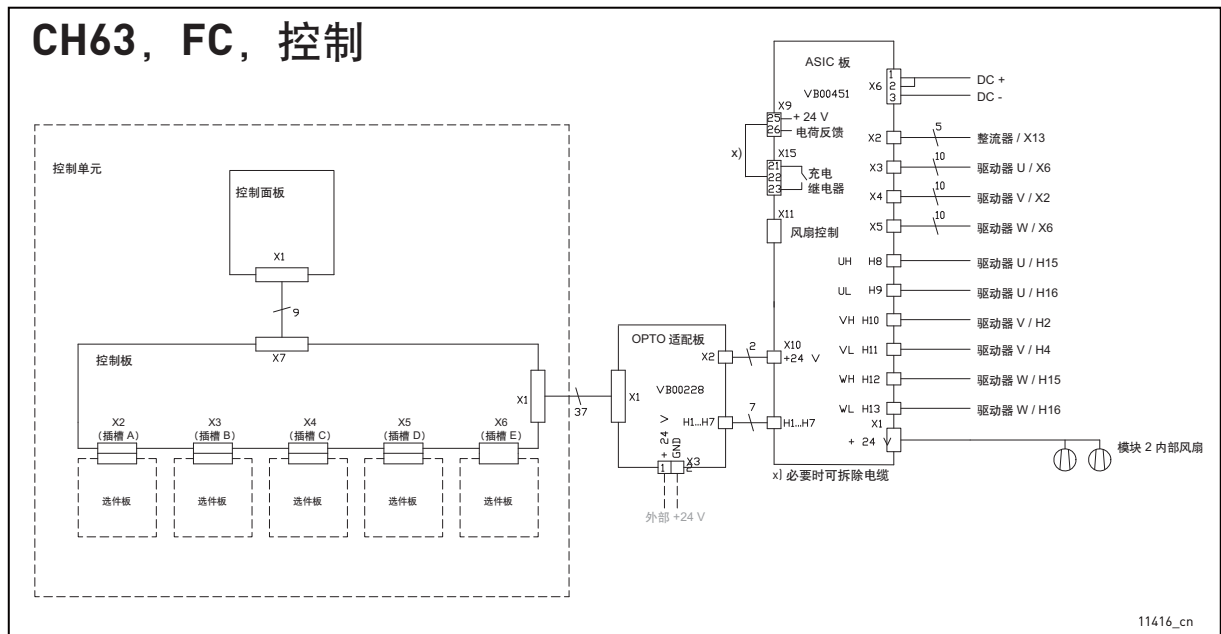 CH63，FC，控制
控制单元
控制面板
X1
9
X7
控制板
X1
37
X2
(插槽 A)
X3
(插槽 B)
X4
(插槽 C)
X5
(插槽 D)
X6
(插槽 E)
选件板
选件板
选件板
选件板
选件板
OPTO 适配板
X1
X2
VB00228
H1...H7
+ 24 V
GND
1
2
X3
外部 +24 V
2
7
ASIC 板
VB00451
X9
25
+ 24 V
26
电荷反馈
x)
X15
21
22
23
充电
继电器
X11
风扇控制
X10
+24 V
H1...H7
X6
1
2
3
DC +
DC -
X2
5
整流器 / X13
X3
10
驱动器 U / X6
X4
10
驱动器 V / X2
X5
10
驱动器 W / X6
UH H8
驱动器 U / H15
UL H9
驱动器 U / H16
VH H10
驱动器 V / H2
VL H11
驱动器 V / H4
WH H12
驱动器 W / H15
WL H13
驱动器 W / H16
X1
+ 24 V
模块 2 内部风扇
x) 必要时可拆除电缆
11416_cn